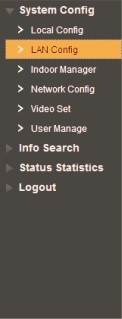 System Config
Local Config
LAN Config
Indoor Manager
Network Config
Video Set
User Manage
Info Search
Status Statistics
Logout